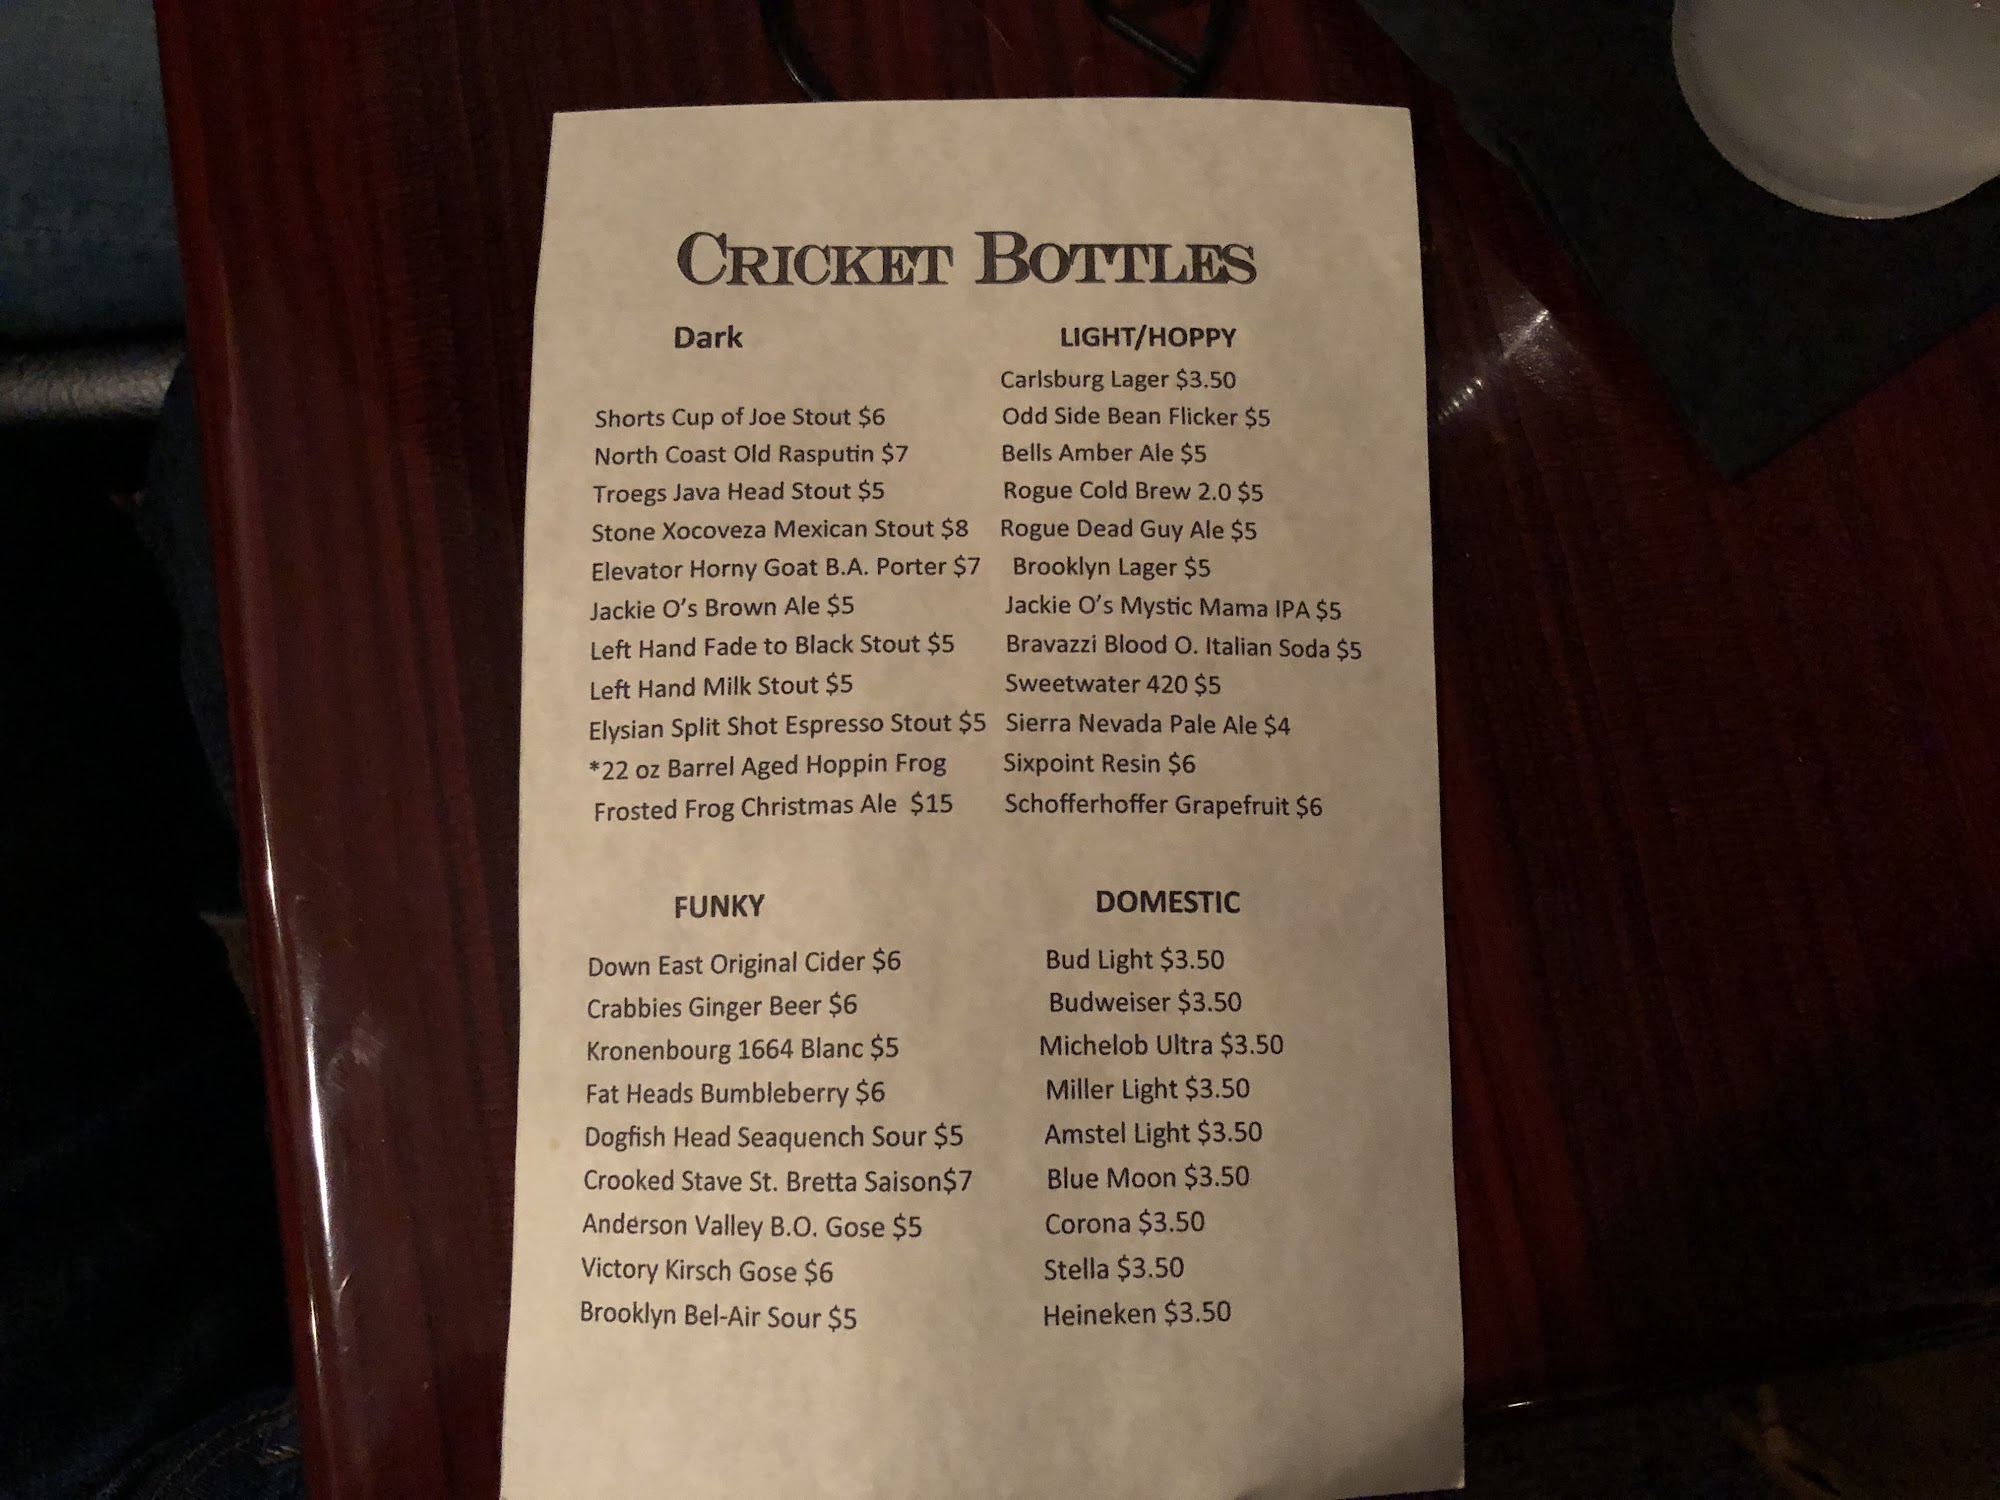 CRICKET BOTTLES
Dark
Shorts Cup of Joe Stout $6
North Coast Old Rasputin $7
Troegs Java Head Stout $5
Stone Xocoveza Mexican Stout $8
Elevator Horny Goat B.A. Porter $7
Jackie O's Brown Ale $5
Left Hand Fade to Black Stout $5
Left Hand Milk Stout $5
Elysian Split Shot Espresso Stout $5
*22 oz Barrel Aged Hoppin Frog
Frosted Frog Christmas Ale $15
LIGHT/HOPPY
Carlsburg Lager $3.50
Odd Side Bean Flicker $5
Bells Amber Ale $5
Rogue Cold Brew 2.0 $5
Rogue Dead Guy Ale $5
Brooklyn Lager $5
Jackie O's Mystic Mama IPA $5
Bravazzi Blood O. Italian Soda $5
Sweetwater 420 $5
Sierra Nevada Pale Ale $4
Sixpoint Resin $6
Schofferhoffer Grapefruit $6
FUNKY
Down East Original Cider $6
Crabbies Ginger Beer $6
Kronenbourg 1664 Blanc $5
Fat Heads Bumbleberry $6
Dogfish Head Seaquench Sour $5
Crooked Stave St. Bretta Saison$7
Anderson Valley B.O. Gose $5
Victory Kirsch Gose $6
Brooklyn Bel-Air Sour $5
DOMESTIC
Bud Light $3.50
Budweiser $3.50
Michelob Ultra $3.50
Miller Light $3.50
Amstel Light $3.50
Blue Moon $3.50
Corona $3.50
Stella $3.50
Heineken $3.50